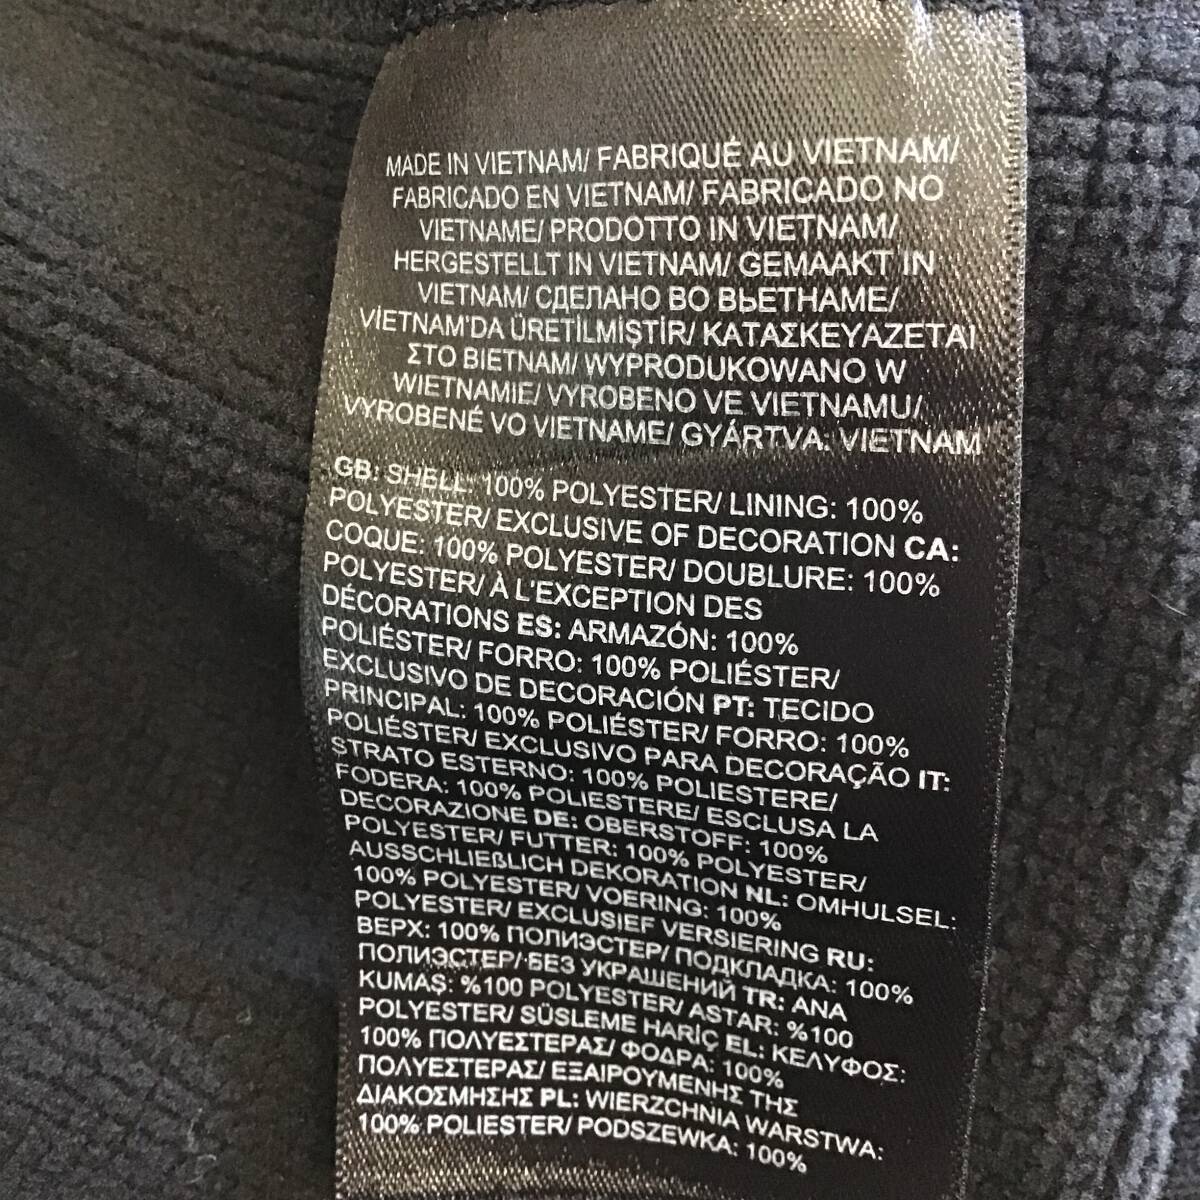 MADE IN VIETNAM/ FABRIQUÉ AU VIETNAM/
FABRICADO EN VIETNAM/ FABRICADO NO
VIETNAME/ PRODOTTO IN VIETNAM/
HERGESTELLT IN VIETNAM/ GEMAAKT IN
VIETNAM/ СДЕЛАНО ВО ВЬЕТНАМЕ/
VİETNAM'DA ÜRETİLMİŞTİR/ ΚΑΤΑΣΚΕΥΑΖΕΤΑΙ
ΣΤΟ ΒΙΕΤΝΑΜ/ WYPRODUKOWANO W
WIETNAMIE/ VYROBENO VE VIETNAMU/
VYROBENÉ VO VIETNAME/ GYÁRTVA: VIETNAM
GB: SHELL: 100% POLYESTER/ LINING: 100%
POLYESTER/ EXCLUSIVE OF DECORATION CA:
COQUE: 100% POLYESTER/ DOUBLURE: 100%
POLYESTER/ À L'EXCEPTION DES
DÉCORATIONS ES: ARMAZÓN: 100%
POLIÉSTER/ FORRO: 100% POLIÉSTER/
EXCLUSIVO DE DECORACIÓN PT: TECIDO
PRINCIPAL: 100% POLIÉSTER/ FORRO: 100%
POLIÉSTER/ EXCLUSIVO PARA DECORAÇÃO IT:
STRATO ESTERNO: 100% POLIESTERE/
FODERA: 100% POLIESTERE/ ESCLUSA LA
DECORAZIONE DE: OBERSTOFF: 100%
POLYESTER/ FUTTER: 100% POLYESTER/
AUSSCHLIEßLICH DEKORATION NL: OMHULSEL:
100% POLYESTER/ VOERING: 100%
POLYESTER/ EXCLUSIEF VERSIERING RU:
ВЕРХ: 100% ПОЛИЭСТЕР/ ПОДКЛАДКА: 100%
ПОЛИЭСТЕР/ БЕЗ УКРАШЕНИЙ TR: ANA
KUMAŞ: %100 POLYESTER/ ASTAR: %100
POLYESTER/ SÜSLEME HARİÇ EL: ΚΕΛΥΦΟΣ:
100% ΠΟΛΥΕΣΤΕΡΑΣ/ ΦΟΔΡΑ: 100%
ΠΟΛΥΕΣΤΕΡΑΣ/ ΕΞΑΙΡΟΥΜΕΝΗΣ ΤΗΣ
ΔΙΑΚΟΣΜΗΣΗΣ PL: WIERZCHNIA WARSTWA:
100% POLIESTER/ PODSZEWKA: 100%